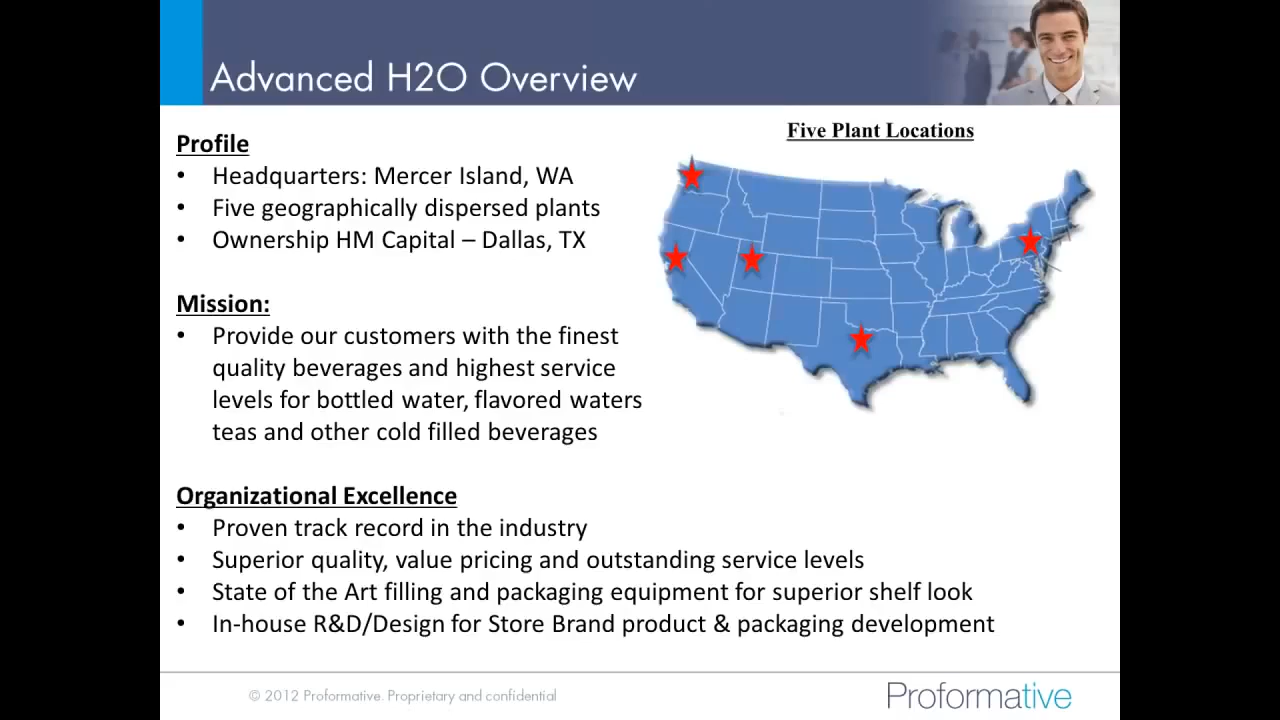 Advanced H2O Overview
Profile
• Headquarters: Mercer Island, WA
• Five geographically dispersed plants
• Ownership HM Capital – Dallas, TX
Mission:
• Provide our customers with the finest
quality beverages and highest service
levels for bottled water, flavored waters
teas and other cold filled beverages
Five Plant Locations
Organizational Excellence
• Proven track record in the industry
• Superior quality, value pricing and outstanding service levels
• State of the Art filling and packaging equipment for superior shelf look
• In-house R&D/Design for Store Brand product & packaging development
© 2012 Proformative. Proprietary and confidential
Proformative